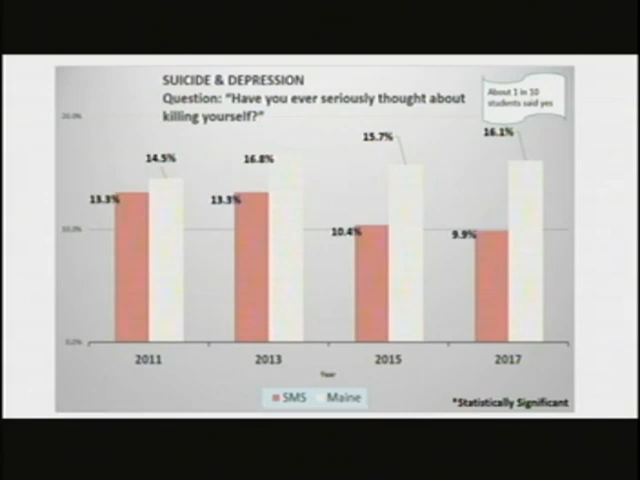 SUICIDE & DEPRESSION
Question: "Have you ever seriously thought about
killing yourself?"
About 1 in 10
students said yes
20.0%
10.0%
0.0%
13.3%
14.5%
13.3%
16.8%
10.4%
15.7%
9.9%
16.1%
2011
2013
2015
2017
Year
SMS
Maine
*Statistically Significant